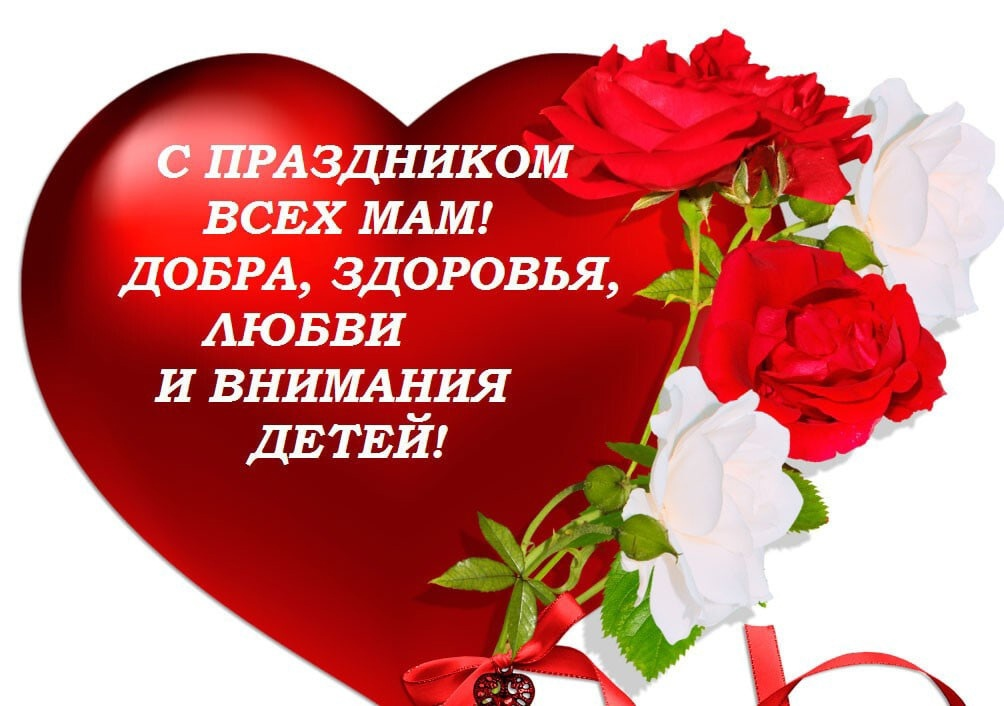 С ПРАЗДНИКОМ
ВСЕХ МАМ!
ДОБРА, ЗДОРОВЬЯ,
ЛЮБВИ
И ВНИМАНИЯ
ДЕТЕЙ!